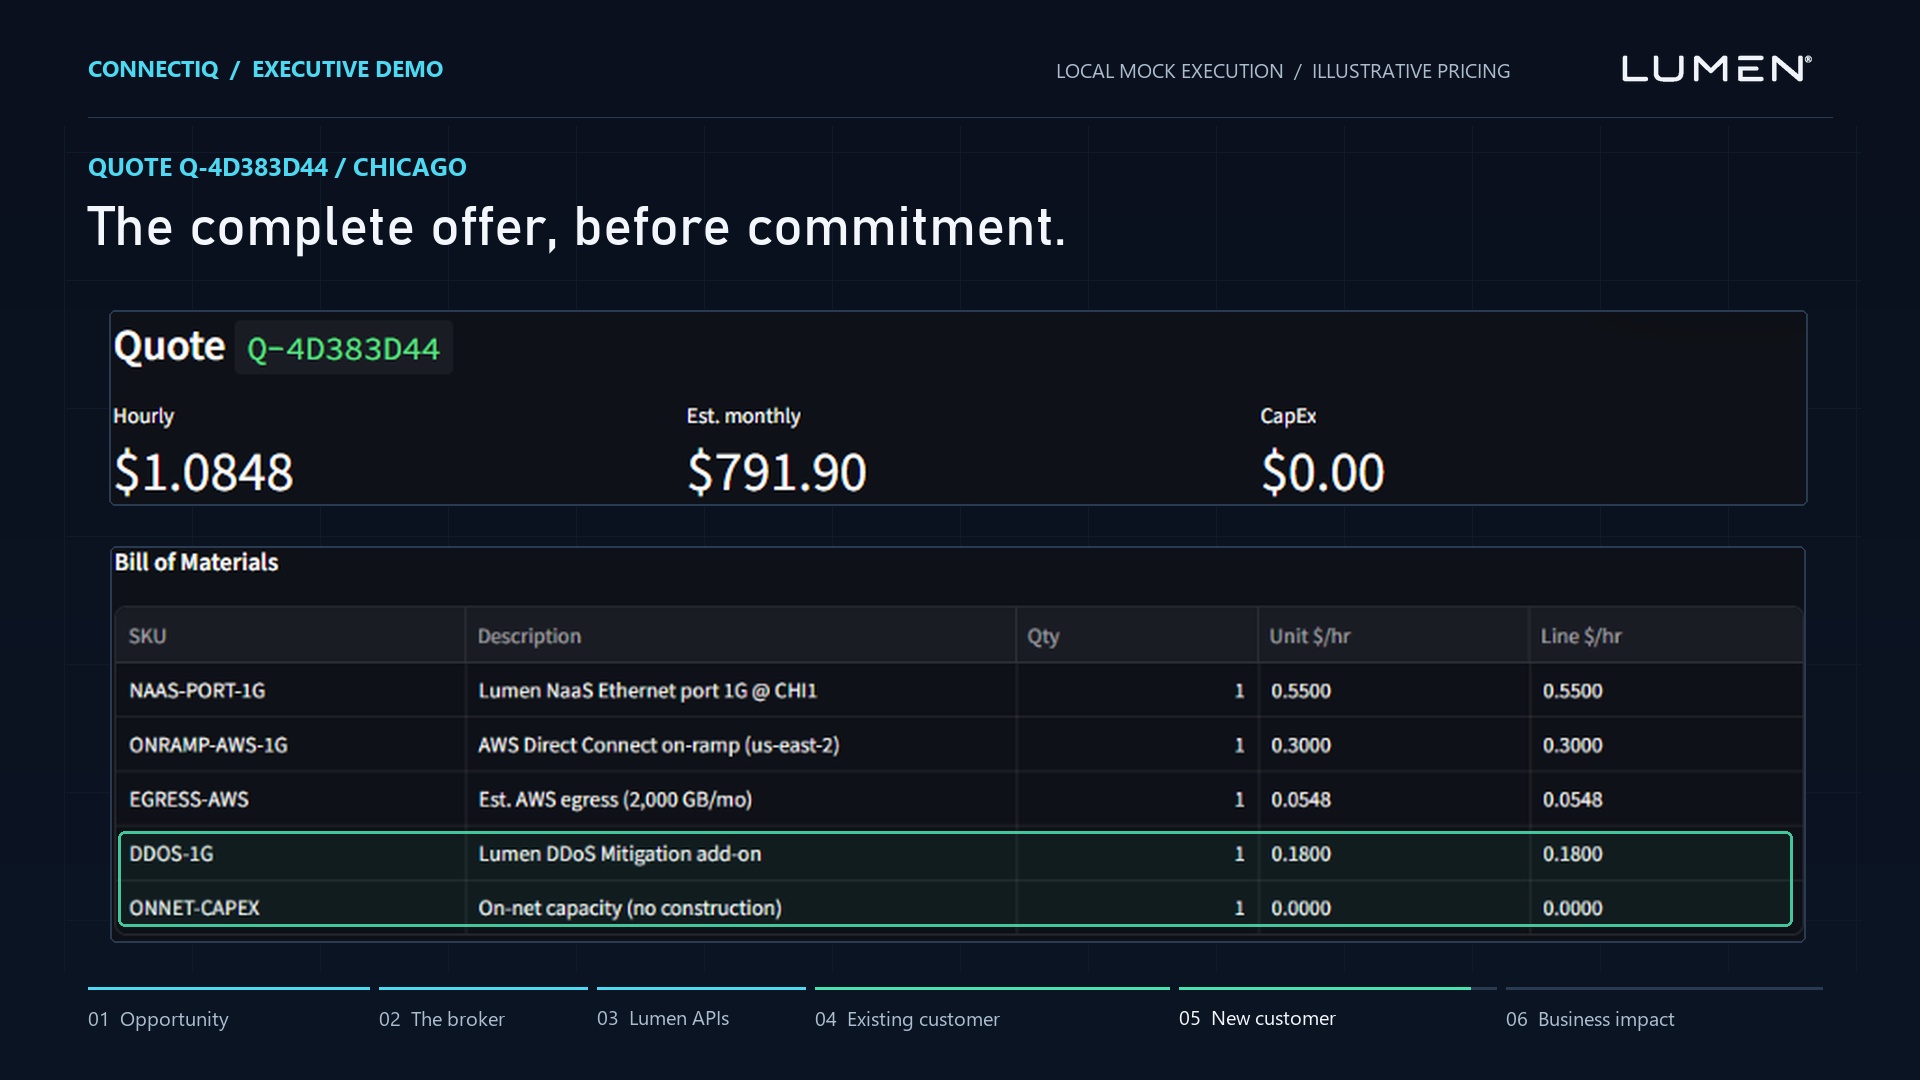 CONNECTIQ / EXECUTIVE DEMO
LOCAL MOCK EXECUTION / ILLUSTRATIVE PRICING
LUMEN®
QUOTE Q-4D383D44 / CHICAGO
The complete offer, before commitment.
Quote Q-4D383D44
Hourly Est. monthly CapEx
$1.0848 $791.90 $0.00
Bill of Materials
SKU Description Qty Unit $/hr Line $/hr
NAAS-PORT-1G Lumen NaaS Ethernet port 1G @ CHI1 1 0.5500 0.5500
ONRAMP-AWS-1G AWS Direct Connect on-ramp (us-east-2) 1 0.3000 0.3000
EGRESS-AWS Est. AWS egress (2,000 GB/mo) 1 0.0548 0.0548
DDOS-1G Lumen DDoS Mitigation add-on 1 0.1800 0.1800
ONNET-CAPEX On-net capacity (no construction) 1 0.0000 0.0000
01 Opportunity 02 The broker 03 Lumen APIs 04 Existing customer 05 New customer 06 Business impact